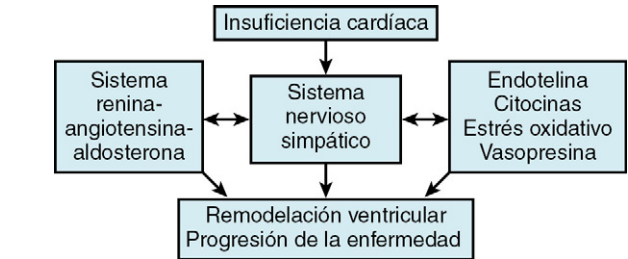 Insuficiencia cardíaca
Sistema
renina-
angiotensina-
aldosterona
Sistema
nervioso
simpático
Endotelina
Citocinas
Estrés oxidativo
Vasopresina
Remodelación ventricular
Progresión de la enfermedad